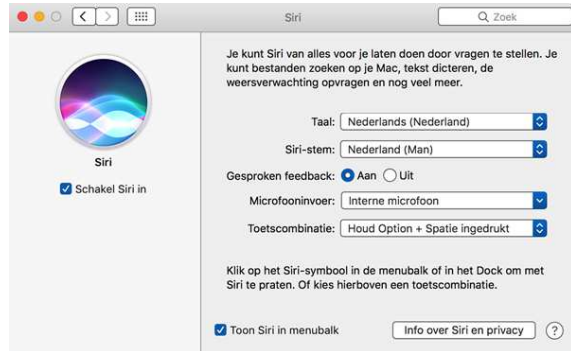 Siri
Zoek
Je kunt Siri van alles voor je laten doen door vragen te stellen. Je
kunt bestanden zoeken op je Mac, tekst dicteren, de
weersverwachting opvragen en nog veel meer.
Siri
Schakel Siri in
Taal: Nederlands (Nederland)
Siri-stem: Nederland (Man)
Gesproken feedback: Aan Uit
Microfooninvoer: Interne microfoon
Toetscombinatie: Houd Option + Spatie ingedrukt
Klik op het Siri-symbool in de menubalk of in het Dock om met
Siri te praten. Of kies hierboven een toetscombinatie.
Toon Siri in menubalk Info over Siri en privacy ?